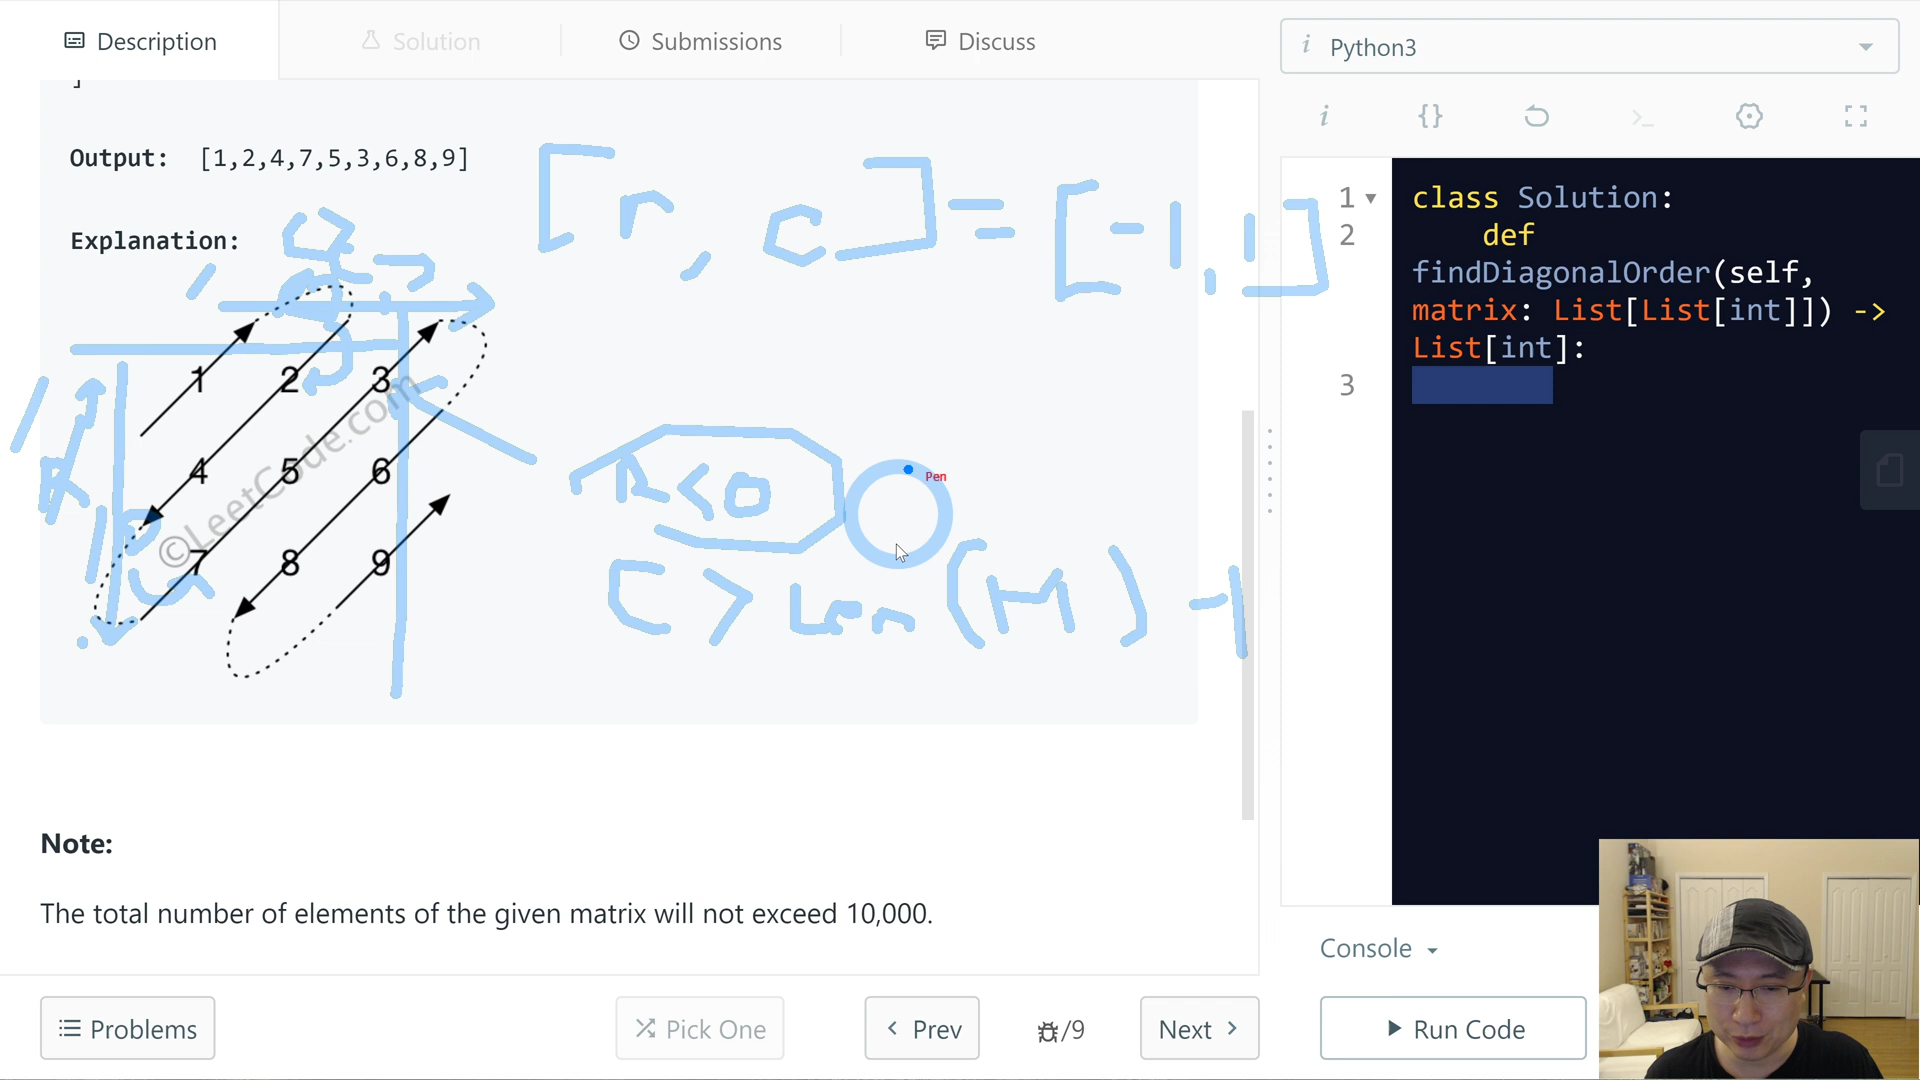 Description
Solution
Submissions
Discuss
]
Output: [1,2,4,7,5,3,6,8,9]
Explanation:
[r, c] = [-1, 1]
1 2 3
4 5 6
7 8 9
©LeetCode.com
R<0
C > Len(M) -1
Pen
Note:
The total number of elements of the given matrix will not exceed 10,000.
Problems
Pick One
Prev
/9
Next
i Python3
i {}
1 class Solution:
2 def
findDiagonalOrder(self,
matrix: List[List[int]]) ->
List[int]:
3
Console
Run Code